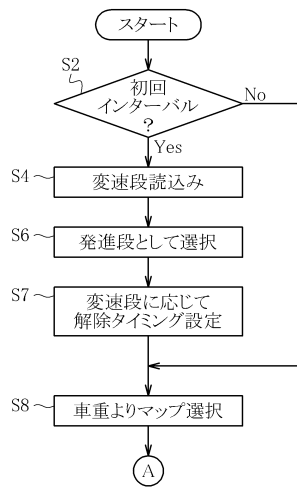 スタート
S2
初回
インターバル
?
No
Yes
S4
変速段読込み
S6
発進段として選択
S7
変速段に応じて
解除タイミング設定
S8
車重よりマップ選択
A